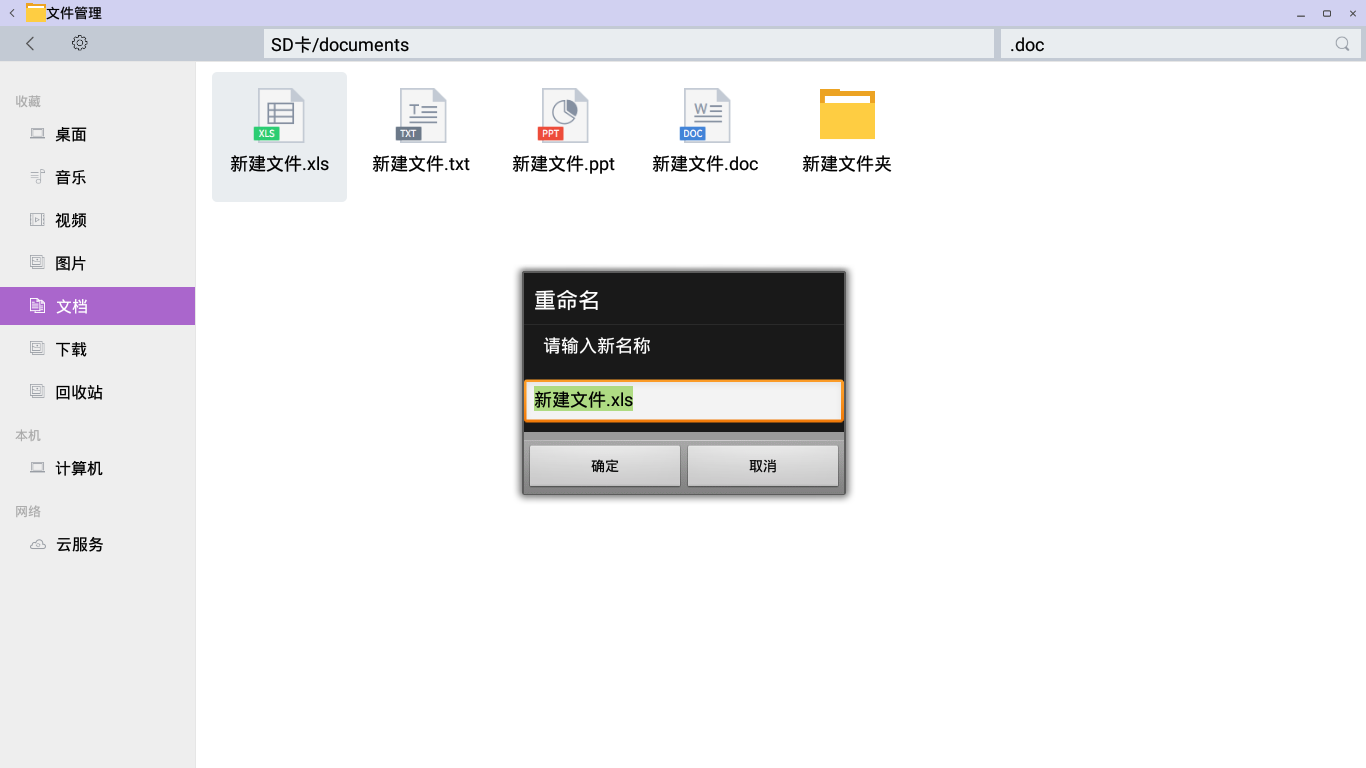 文件管理
SD卡/documents
.doc
收藏
桌面
音乐
视频
图片
文档
下载
回收站
本机
计算机
网络
云服务
XLS
新建文件.xls
T
TXT
新建文件.txt
PPT
新建文件.ppt
W
DOC
新建文件.doc
新建文件夹
重命名
请输入新名称
新建文件.xls
确定
取消